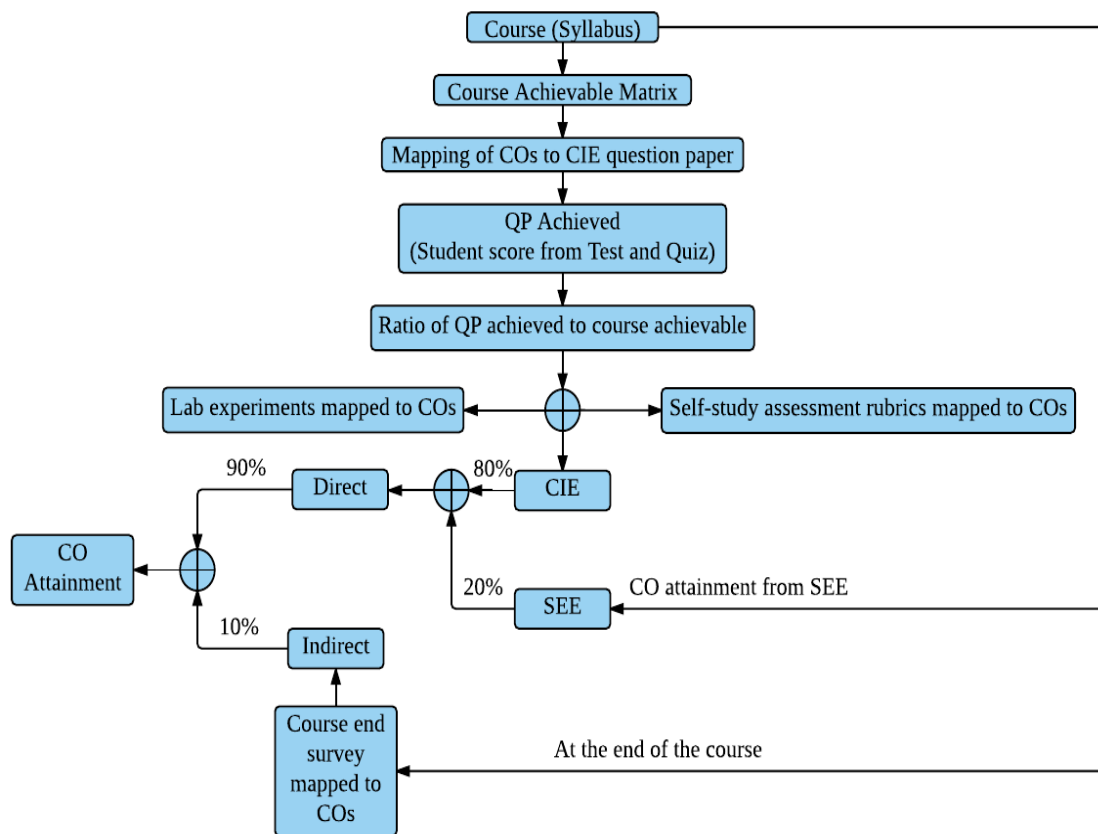 Course (Syllabus)
Course Achievable Matrix
Mapping of COs to CIE question paper
QP Achieved
(Student score from Test and Quiz)
Ratio of QP achieved to course achievable
Lab experiments mapped to COs
Self-study assessment rubrics mapped to COs
90%
Direct
80%
CIE
CO
Attainment
20%
SEE
CO attainment from SEE
10%
Indirect
Course end
survey
mapped to
COs
At the end of the course